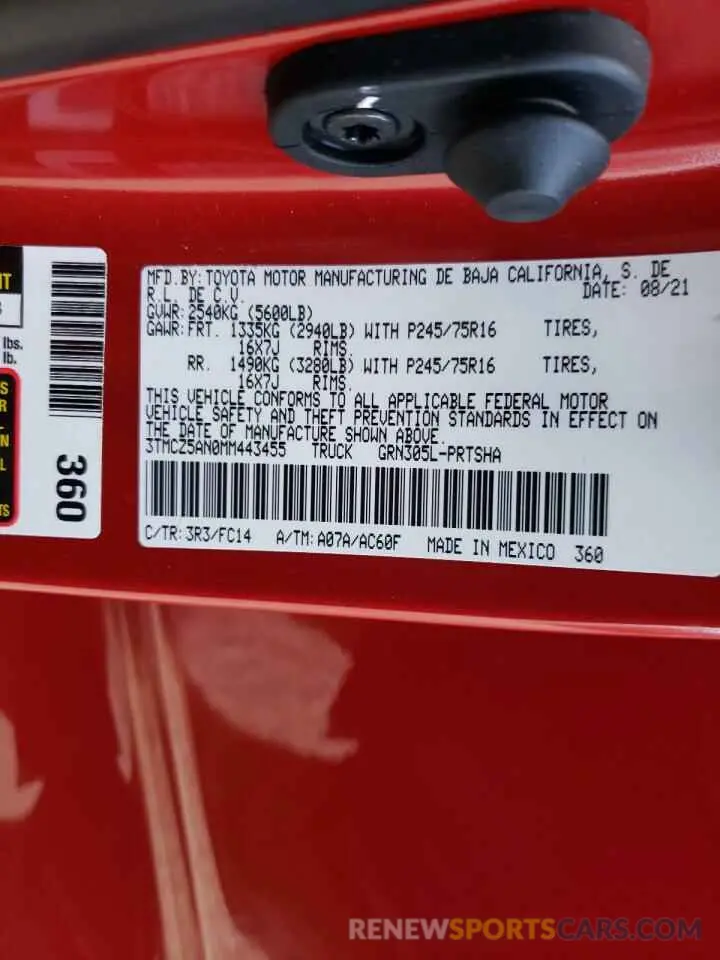 MFD.BY:TOYOTA MOTOR MANUFACTURING DE BAJA CALIFORNIA, S. DE
R.L. DE C.V. DATE: 08/21
GVWR:2540KG (5600LB)
GAWR:FRT. 1335KG (2940LB) WITH P245/75R16 TIRES,
16X7J RIMS.
RR. 1490KG (3280LB) WITH P245/75R16 TIRES,
16X7J RIMS.
THIS VEHICLE CONFORMS TO ALL APPLICABLE FEDERAL MOTOR
VEHICLE SAFETY AND THEFT PREVENTION STANDARDS IN EFFECT ON
THE DATE OF MANUFACTURE SHOWN ABOVE.
3TMCZ5AN0MM443455 TRUCK GRN305L-PRTSHA
C/TR:3R3/FC14 A/TM:A07A/AC60F MADE IN MEXICO 360
lbs.
lb.
360
RENEWSPORTSCARS.COM